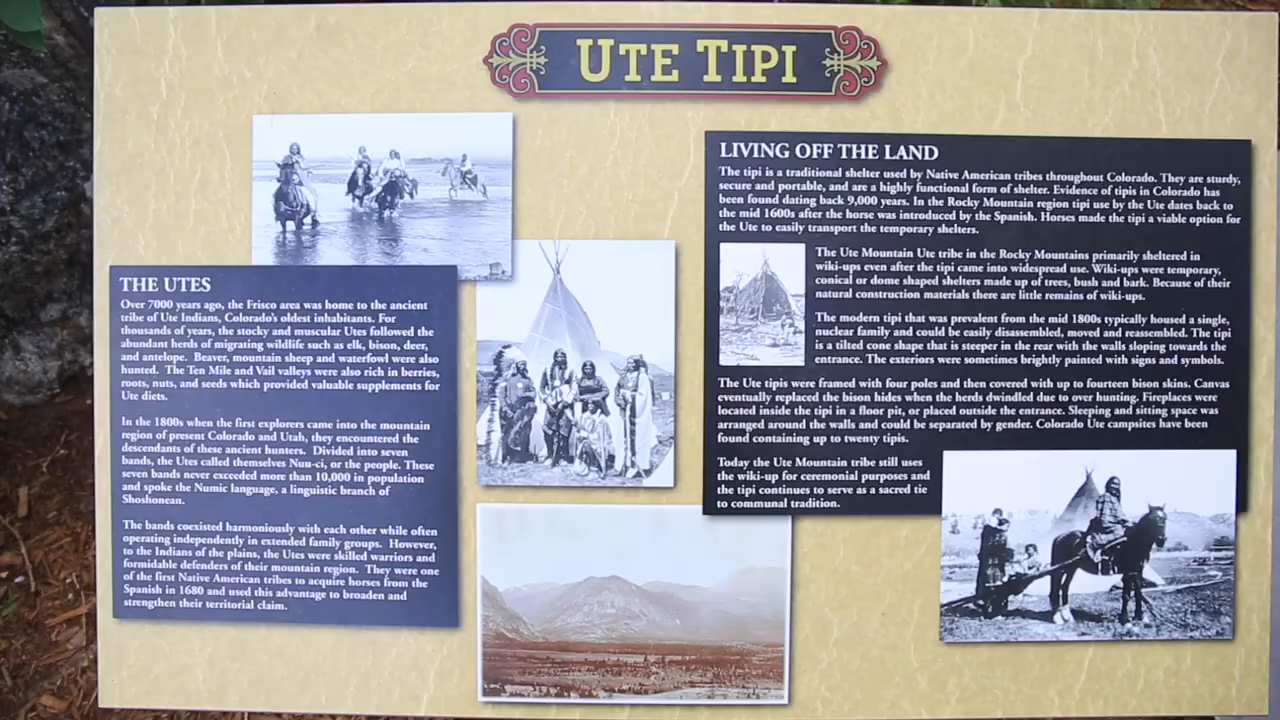 UTE TIPI
THE UTES
Over 7000 years ago, the Frisco area was home to the ancient
tribe of Ute Indians, Colorado's oldest inhabitants. For
thousands of years, the stocky and muscular Utes followed the
abundant herds of migrating wildlife such as elk, bison, deer,
and antelope. Beaver, mountain sheep and waterfowl were also
hunted. The Ten Mile and Vail valleys were also rich in berries,
roots, nuts, and seeds which provided valuable supplements for
Ute diets.
In the 1800s when the first explorers came into the mountain
region of present Colorado and Utah, they encountered the
descendants of these ancient hunters. Divided into seven
bands, the Utes called themselves Nuu-ci, or the people. These
seven bands never exceeded more than 10,000 in population
and spoke the Numic language, a linguistic branch of
Shoshonean.
The bands coexisted harmoniously with each other while often
operating independently in extended family groups. However,
to the Indians of the plains, the Utes were skilled warriors and
formidable defenders of their mountain region. They were one
of the first Native American tribes to acquire horses from the
Spanish in 1680 and used this advantage to broaden and
strengthen their territorial claim.
LIVING OFF THE LAND
The tipi is a traditional shelter used by Native American tribes throughout Colorado. They are sturdy,
secure and portable, and are a highly functional form of shelter. Evidence of tipis in Colorado has
been found dating back 9,000 years. In the Rocky Mountain region tipi use by the Ute dates back to
the mid 1600s after the horse was introduced by the Spanish. Horses made the tipi a viable option for
the Ute to easily transport the temporary shelters.
The Ute Mountain Ute tribe in the Rocky Mountains primarily sheltered in
wiki-ups even after the tipi came into widespread use. Wiki-ups were temporary,
conical or dome shaped shelters made up of trees, bush and bark. Because of their
natural construction materials there are little remains of wiki-ups.
The modern tipi that was prevalent from the mid 1800s typically housed a single,
nuclear family and could be easily disassembled, moved and reassembled. The tipi
is a tilted cone shape that is steeper in the rear with the walls sloping towards the
entrance. The exteriors were sometimes brightly painted with signs and symbols.
The Ute tipis were framed with four poles and then covered with up to fourteen bison skins. Canvas
eventually replaced the bison hides when the herds dwindled due to over hunting. Fireplaces were
located inside the tipi in a floor pit, or placed outside the entrance. Sleeping and sitting space was
arranged around the walls and could be separated by gender. Colorado Ute campsites have been
found containing up to twenty tipis.
Today the Ute Mountain tribe still uses
the wiki-up for ceremonial purposes and
the tipi continues to serve as a sacred tie
to communal tradition.